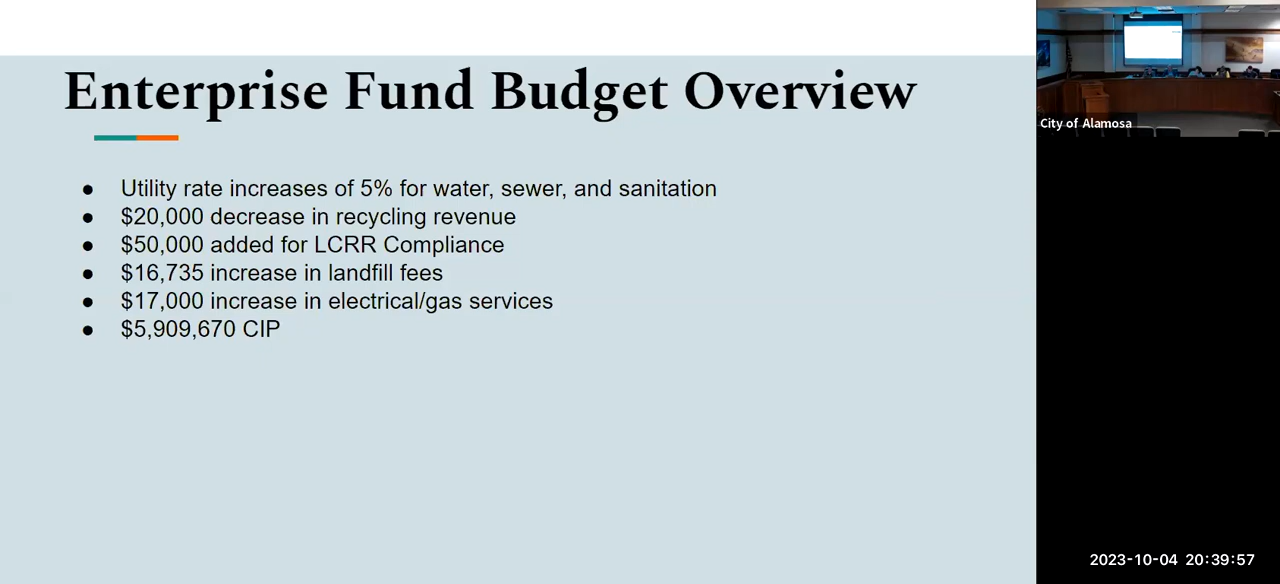 Enterprise Fund Budget Overview
● Utility rate increases of 5% for water, sewer, and sanitation
● $20,000 decrease in recycling revenue
● $50,000 added for LCRR Compliance
● $16,735 increase in landfill fees
● $17,000 increase in electrical/gas services
● $5,909,670 CIP
City of Alamosa
2023-10-04 20:39:57